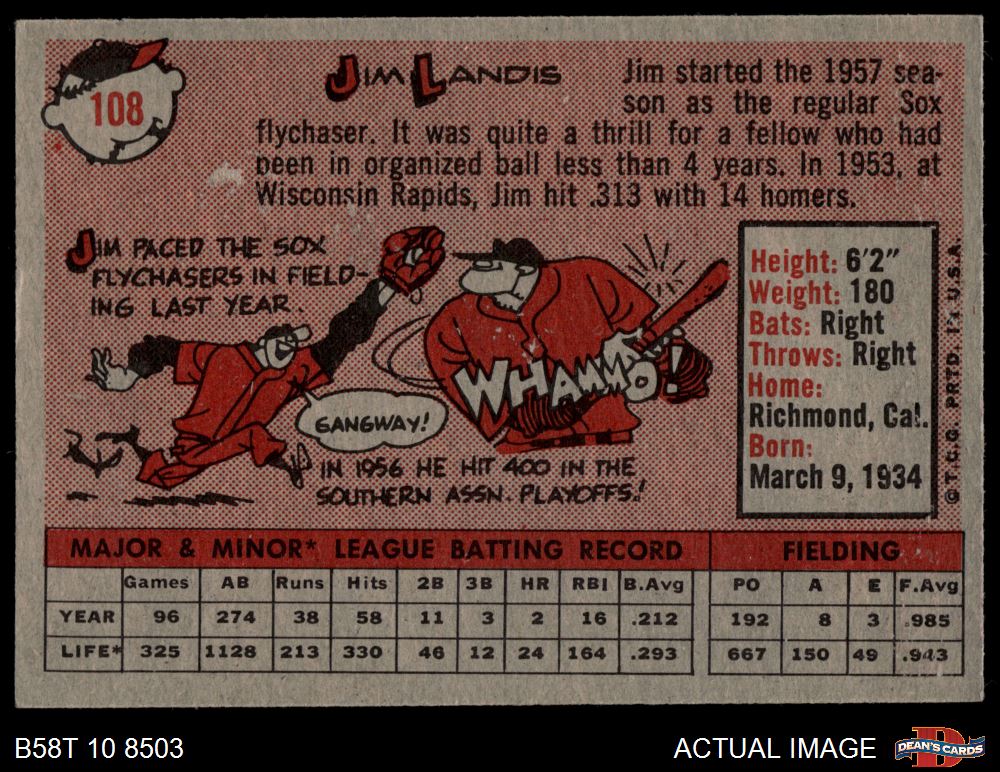 108
JIM LANDIS
Jim started the 1957 sea-
son as the regular Sox
flychaser. It was quite a thrill for a fellow who had
been in organized ball less than 4 years. In 1953, at
Wisconsin Rapids, Jim hit .313 with 14 homers.
JIM PACED THE SOX
FLYCHASERS IN FIELD-
ING LAST YEAR.
GANGWAY!
WHAMMO!
IN 1956 HE HIT 400 IN THE
SOUTHERN ASSN. PLAYOFFS.!
Height: 6'2"
Weight: 180
Bats: Right
Throws: Right
Home:
Richmond, Cal.
Born:
March 9, 1934
© T.C.G. PRTD. IN U.S.A.
MAJOR & MINOR* LEAGUE BATTING RECORD FIELDING
Games AB Runs Hits 2B 3B HR RBI B.Avg PO A E F.Avg
YEAR 96 274 38 58 11 3 2 16 .212 192 8 3 .985
LIFE* 325 1128 213 330 46 12 24 164 .293 667 150 49 .943
B58T 10 8503
ACTUAL IMAGE
D
DEAN'S CARDS